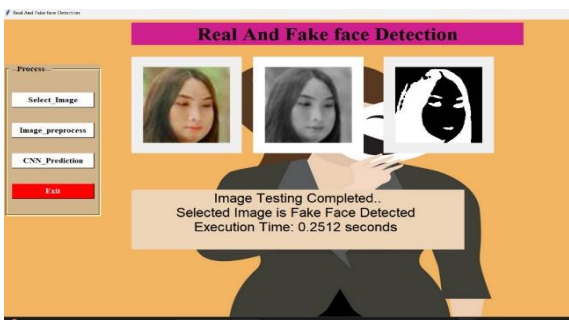 Real And Fake face Detection
Real And Fake face Detection
Process
Select_Image
Image_preprocess
CNN_Prediction
Exit
Image Testing Completed..
Selected Image is Fake Face Detected
Execution Time: 0.2512 seconds